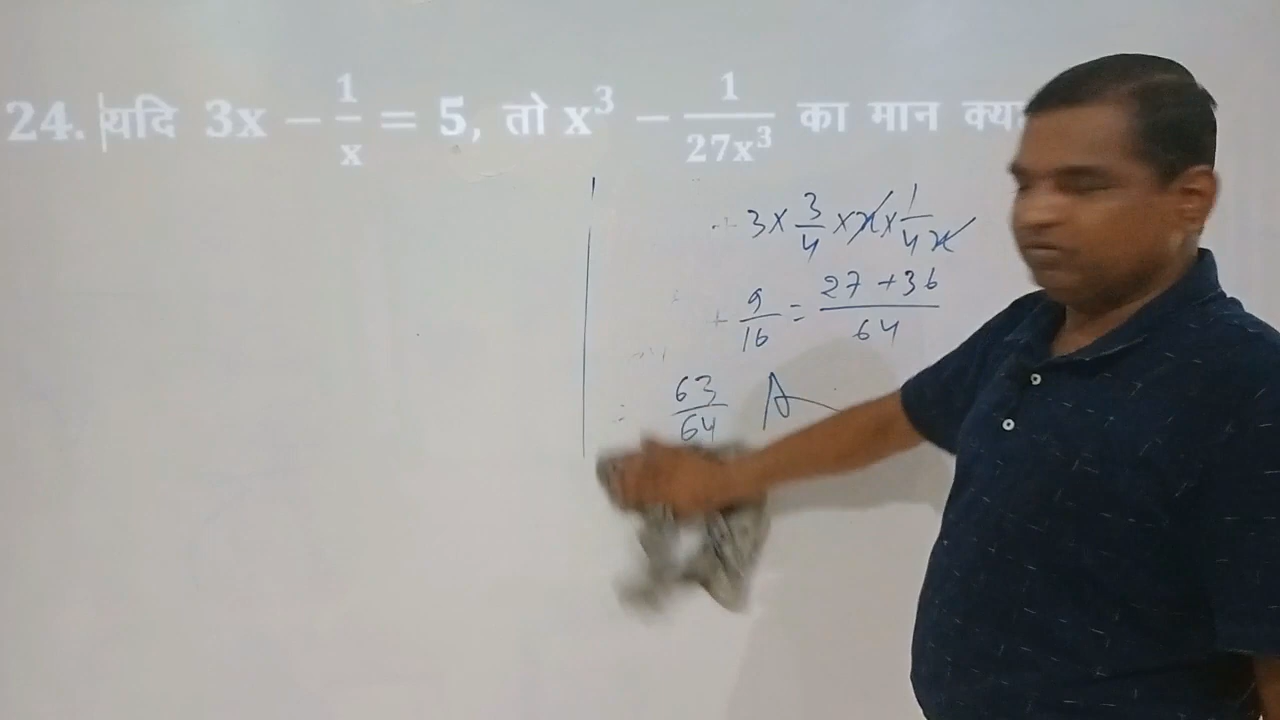 24. यदि 3x − 1/x = 5, तो x³ − 1/27x³ का मान
+ 3 × 3/4 × x × 1/4x
+ 9/16 = 27 + 36/64
= 63/64 A